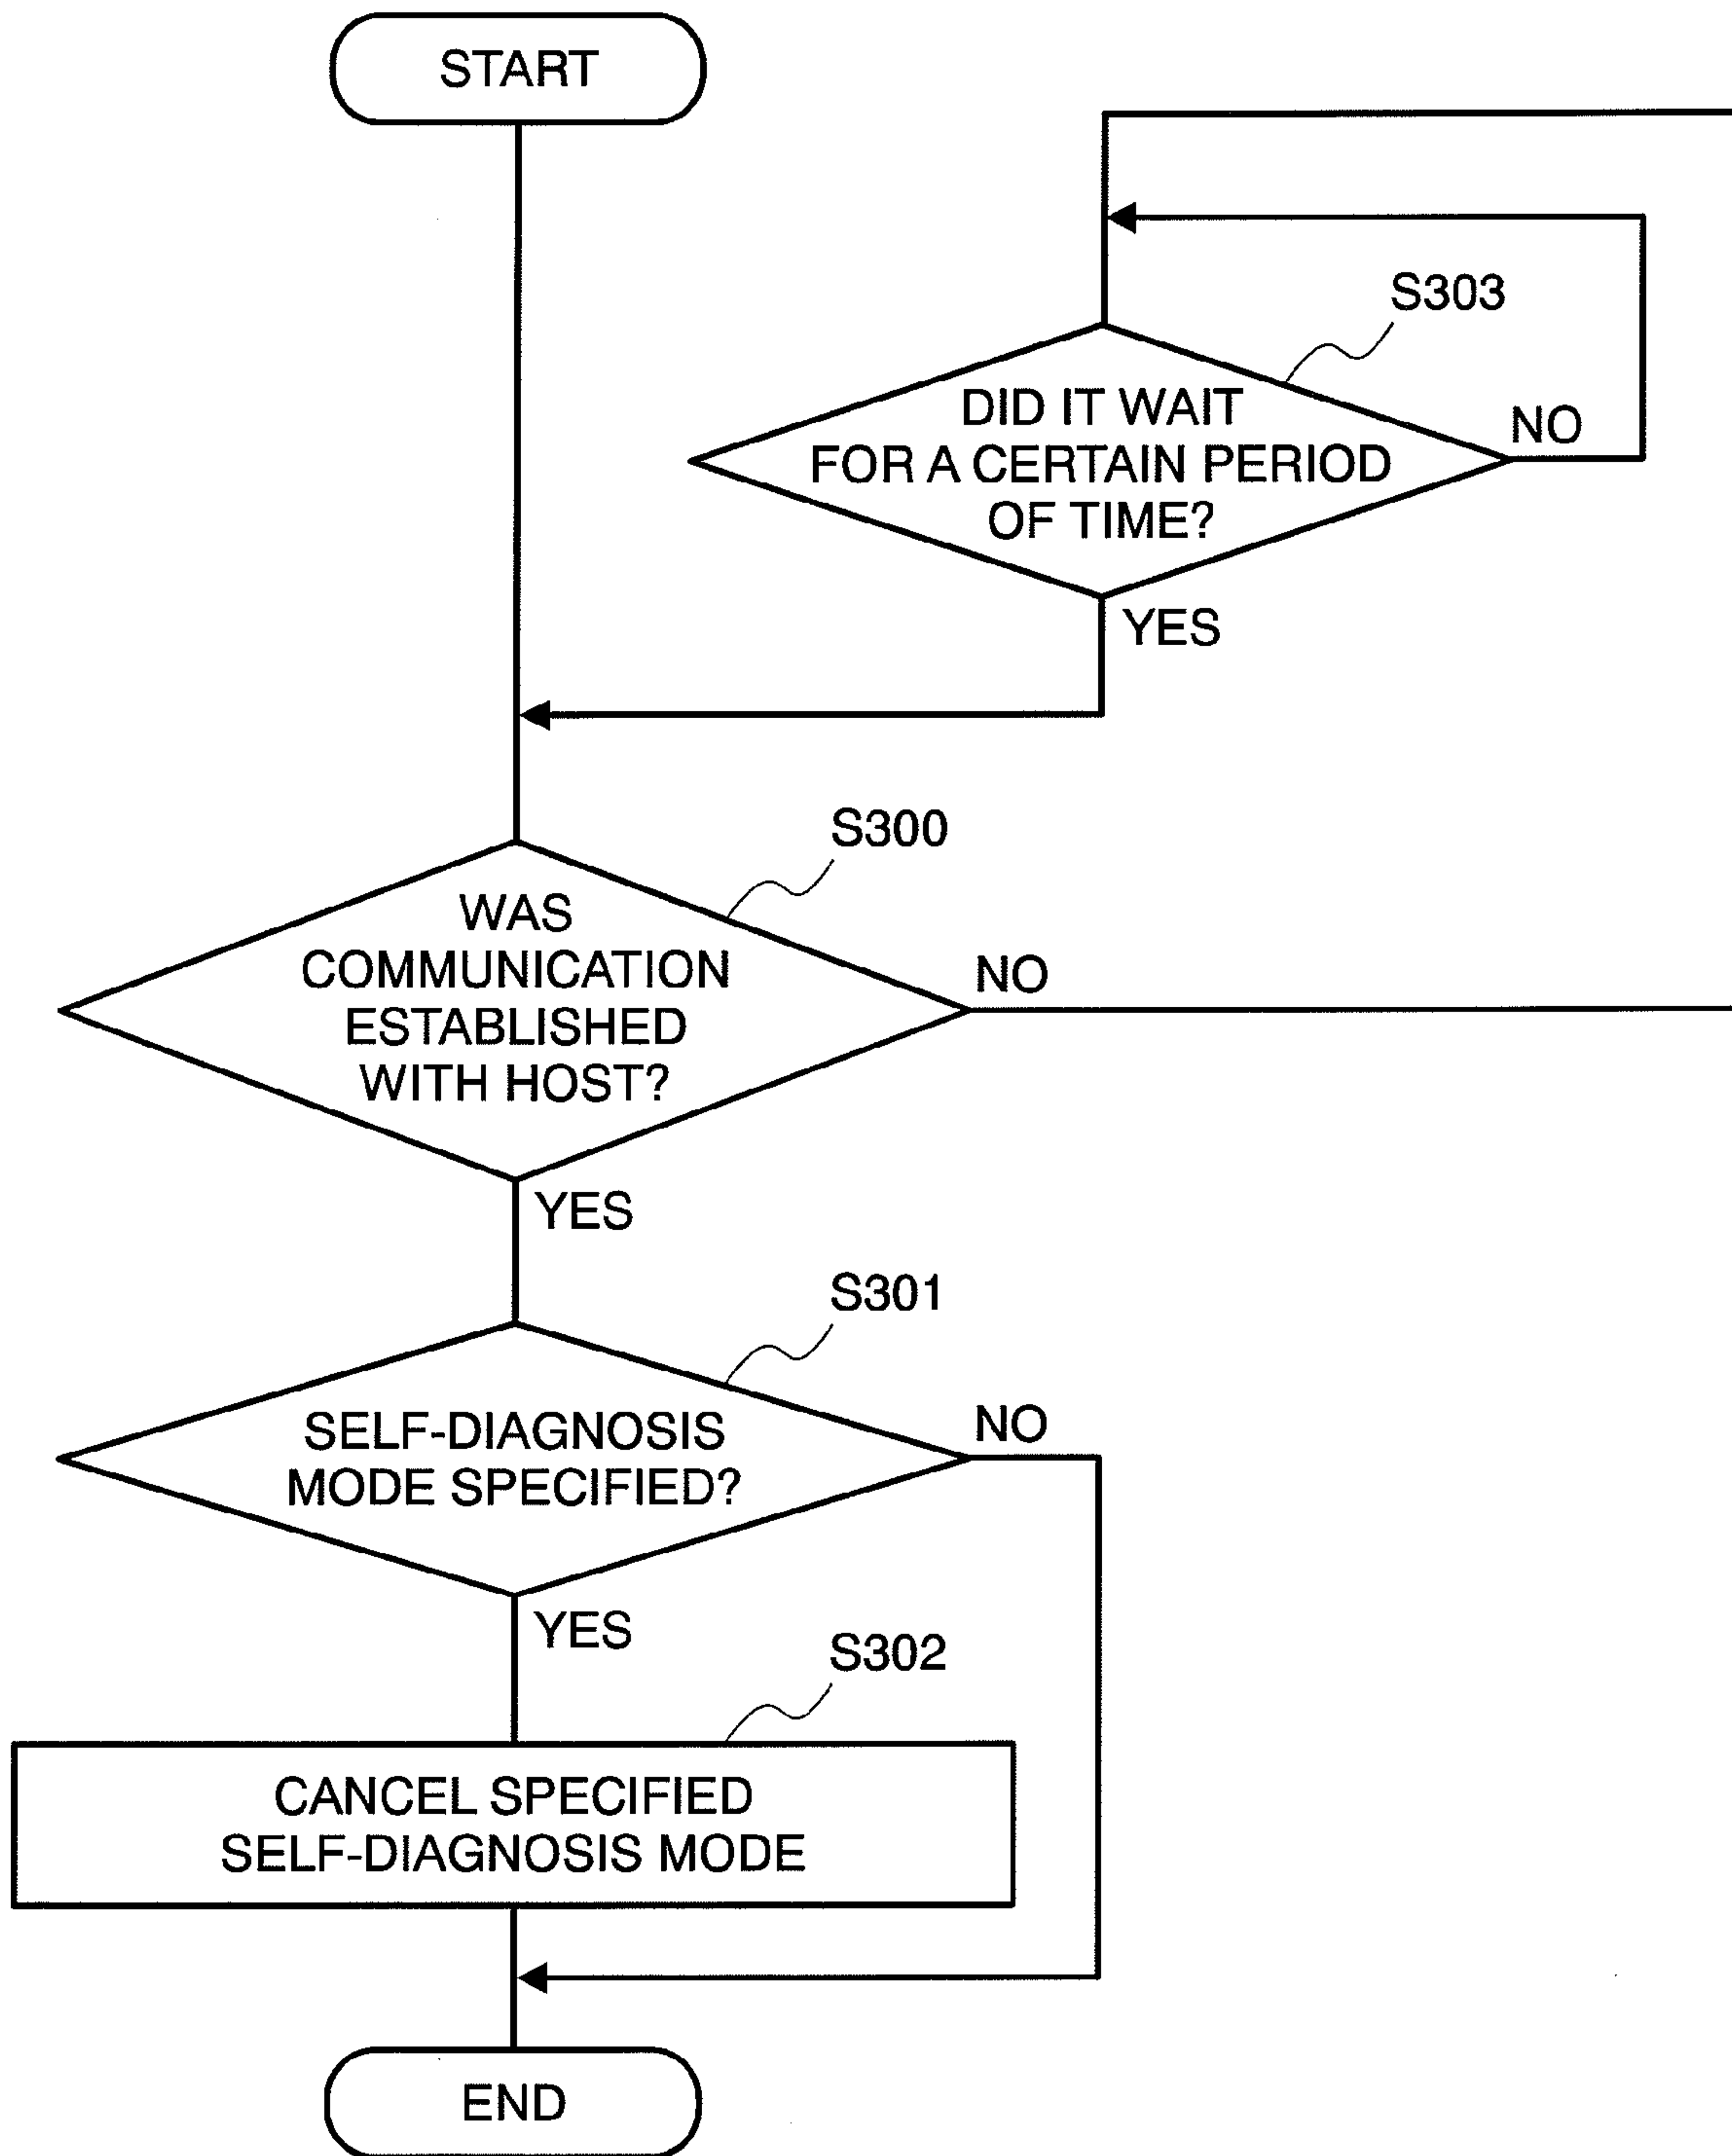 START
S303
DID IT WAIT
FOR A CERTAIN PERIOD
OF TIME?
NO
YES
S300
WAS
COMMUNICATION
ESTABLISHED
WITH HOST?
NO
YES
S301
SELF-DIAGNOSIS
MODE SPECIFIED?
NO
YES
S302
CANCEL SPECIFIED
SELF-DIAGNOSIS MODE
END